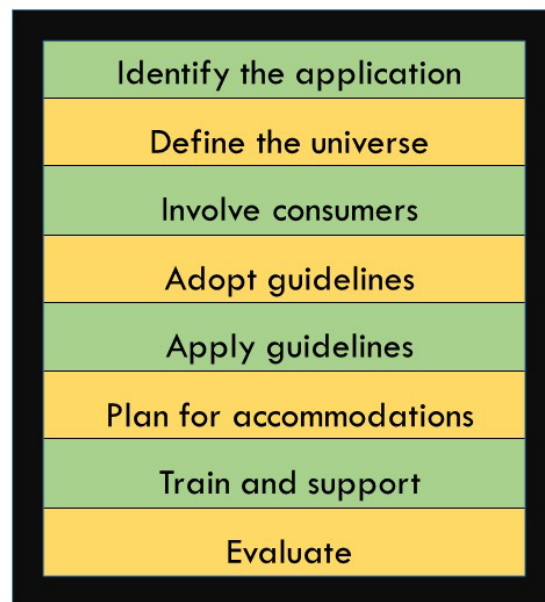 Identify the application
Define the universe
Involve consumers
Adopt guidelines
Apply guidelines
Plan for accommodations
Train and support
Evaluate